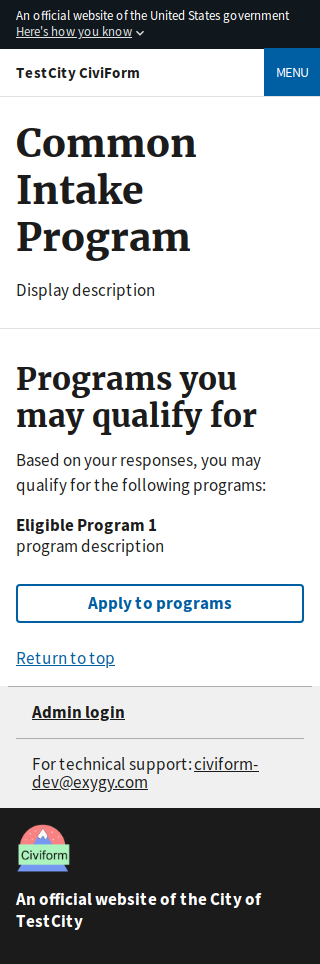 An official website of the United States government
Here's how you know
TestCity CiviForm
MENU
Common
Intake
Program
Display description
Programs you
may qualify for
Based on your responses, you may
qualify for the following programs:
Eligible Program 1
program description
Apply to programs
Return to top
Admin login
For technical support: civiform-
dev@exygy.com
Civiform
An official website of the City of
TestCity